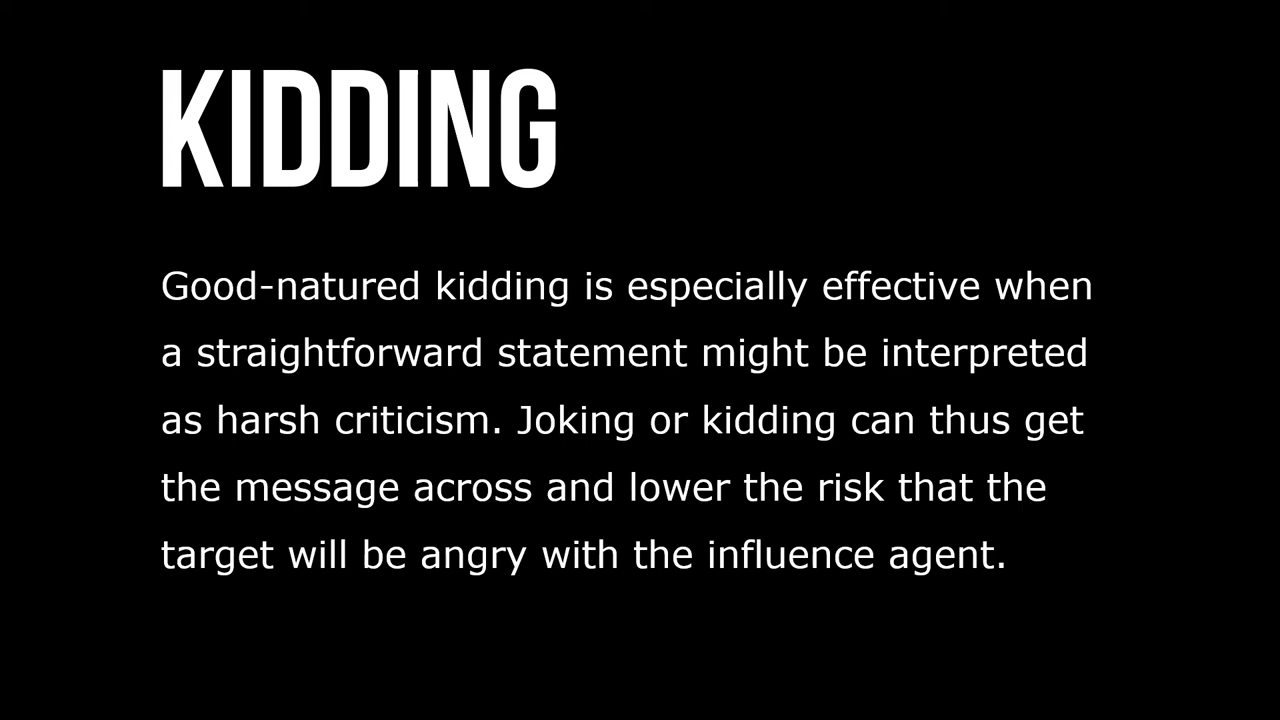 KIDDING
Good-natured kidding is especially effective when
a straightforward statement might be interpreted
as harsh criticism. Joking or kidding can thus get
the message across and lower the risk that the
target will be angry with the influence agent.